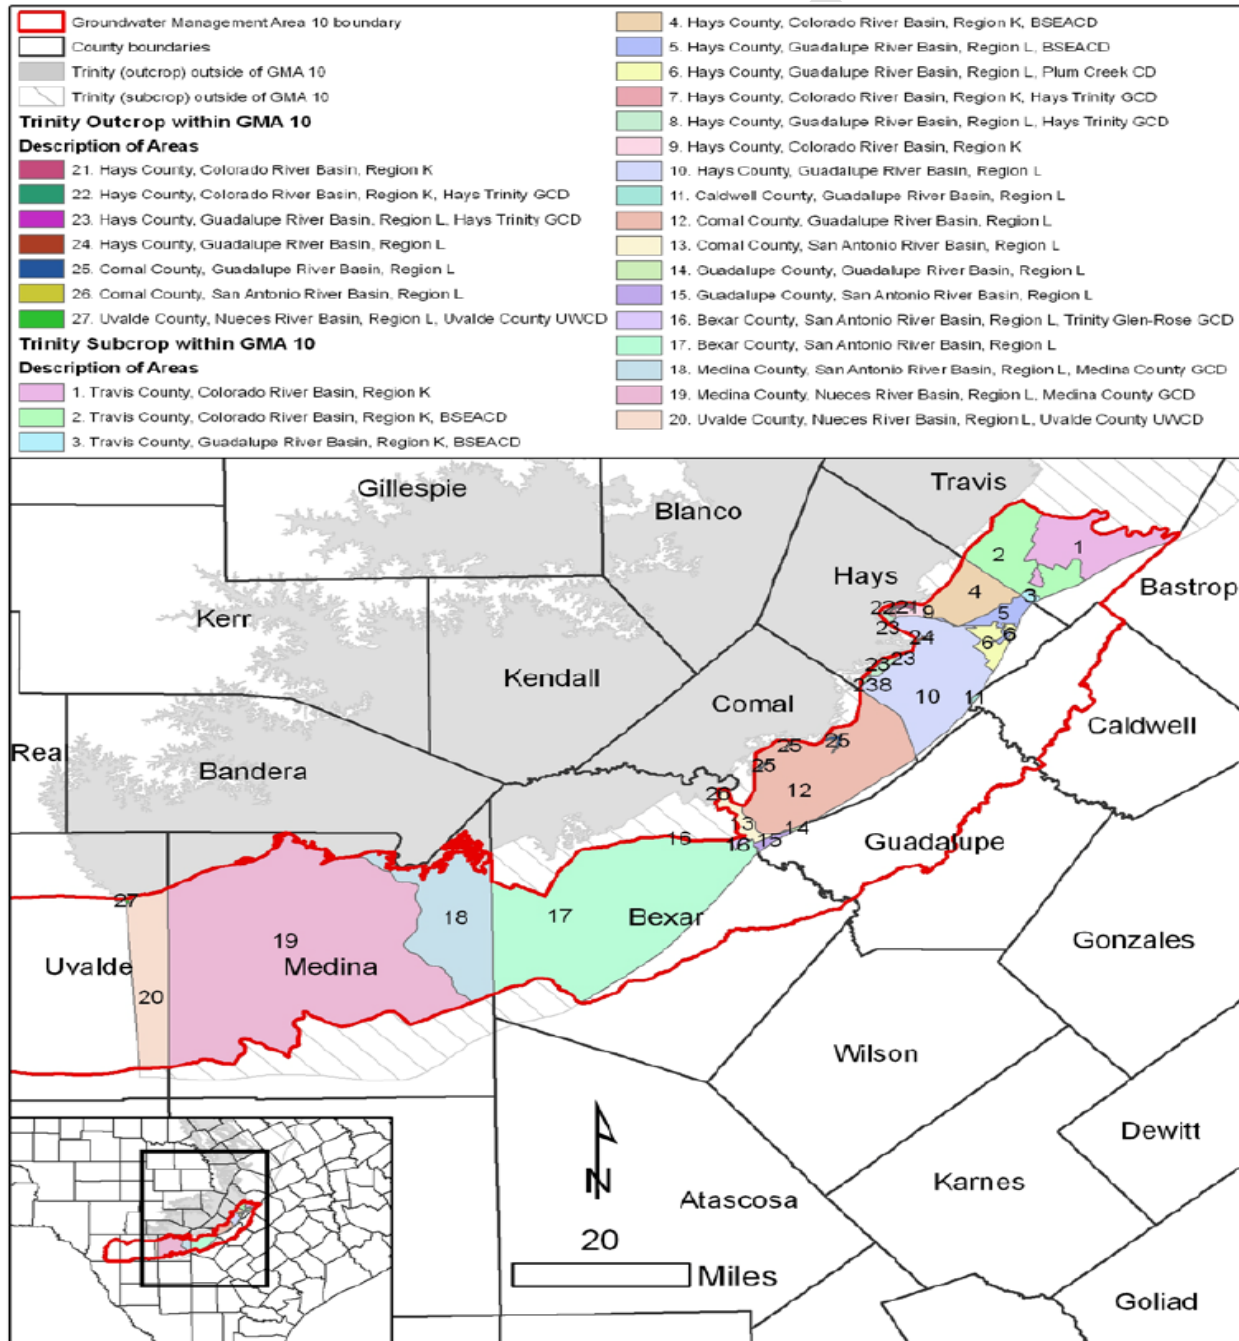 Groundwater Management Area 10 boundary
County boundaries
Trinity (outcrop) outside of GMA 10
Trinity (subcrop) outside of GMA 10
Trinity Outcrop within GMA 10
Description of Areas
21. Hays County, Colorado River Basin, Region K
22. Hays County, Colorado River Basin, Region K, Hays Trinity GCD
23. Hays County, Guadalupe River Basin, Region L, Hays Trinity GCD
24. Hays County, Guadalupe River Basin, Region L
25. Comal County, Guadalupe River Basin, Region L
26. Comal County, San Antonio River Basin, Region L
27. Uvalde County, Nueces River Basin, Region L, Uvalde County UWCD
Trinity Subcrop within GMA 10
Description of Areas
1. Travis County, Colorado River Basin, Region K
2. Travis County, Colorado River Basin, Region K, BSEACD
3. Travis County, Guadalupe River Basin, Region K, BSEACD
4. Hays County, Colorado River Basin, Region K, BSEACD
5. Hays County, Guadalupe River Basin, Region L, BSEACD
6. Hays County, Guadalupe River Basin, Region L, Plum Creek CD
7. Hays County, Colorado River Basin, Region K, Hays Trinity GCD
8. Hays County, Guadalupe River Basin, Region L, Hays Trinity GCD
9. Hays County, Colorado River Basin, Region K
10. Hays County, Guadalupe River Basin, Region L
11. Caldwell County, Guadalupe River Basin, Region L
12. Comal County, Guadalupe River Basin, Region L
13. Comal County, San Antonio River Basin, Region L
14. Guadalupe County, Guadalupe River Basin, Region L
15. Guadalupe County, San Antonio River Basin, Region L
16. Bexar County, San Antonio River Basin, Region L, Trinity Glen-Rose GCD
17. Bexar County, San Antonio River Basin, Region L
18. Medina County, San Antonio River Basin, Region L, Medina County GCD
19. Medina County, Nueces River Basin, Region L, Medina County GCD
20. Uvalde County, Nueces River Basin, Region L, Uvalde County UWCD
Travis
Gillespie
Blanco
2
1
Hays
Bastrop
4
3
9
5
Kerr
23
24
6
6
23
23
Kendall
238
10
11
Comal
Caldwell
Real
25
25
Bandera
25
12
26
13
14
16
15
16
Guadalupe
27
18
17
Bexar
19
Gonzales
Uvalde
Medina
20
Wilson
Dewitt
N
Karnes
Atascosa
20
Miles
Goliad